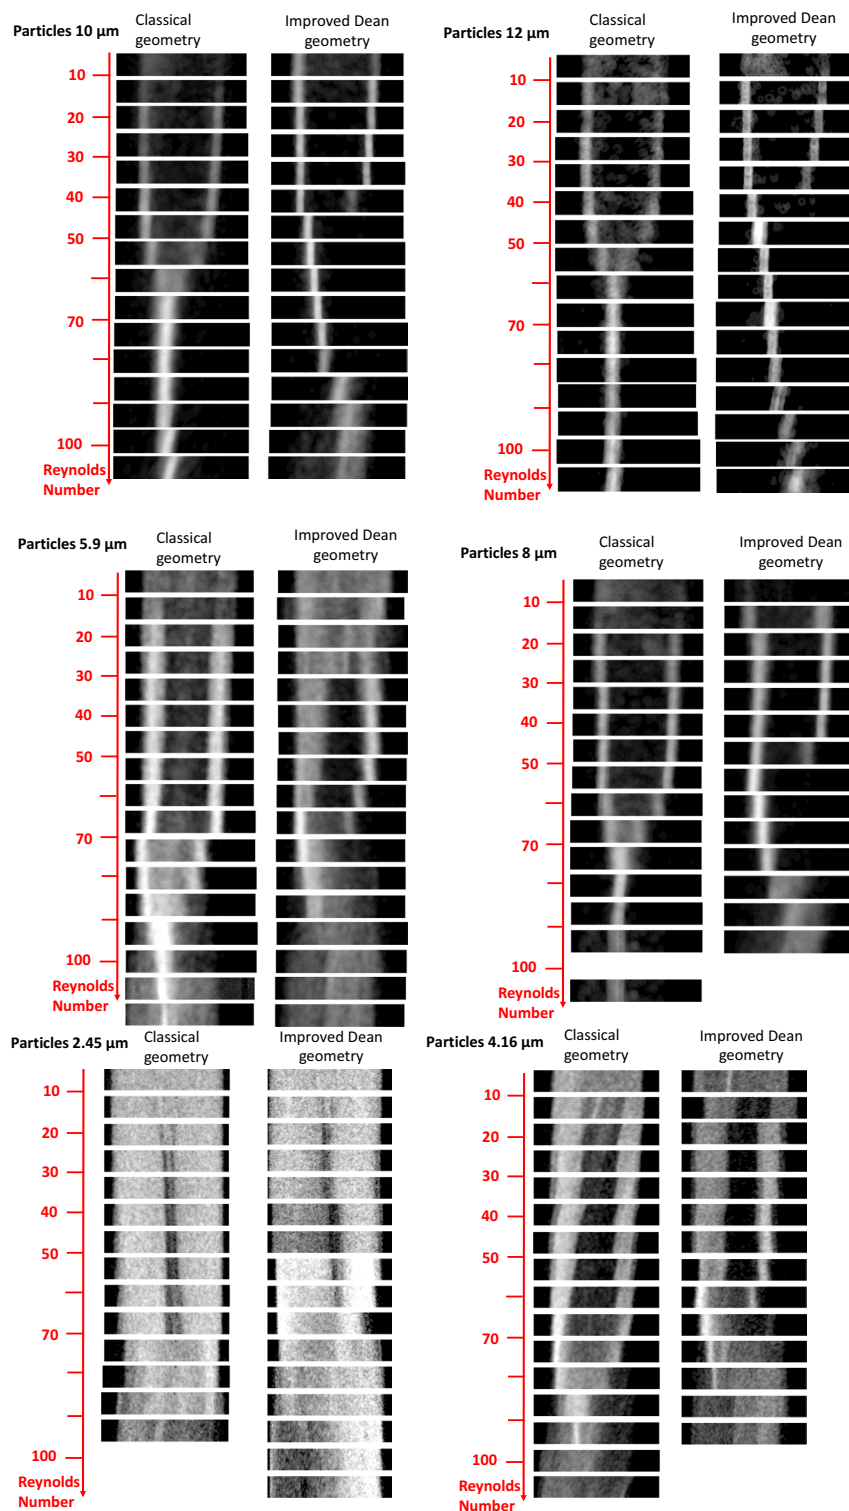 Particles 10 µm
Classical
geometry
Improved Dean
geometry
10
20
30
40
50
70
100
Reynolds
Number
Particles 12 µm
Classical
geometry
Improved Dean
geometry
10
20
30
40
50
70
100
Reynolds
Number
Particles 5.9 µm
Classical
geometry
Improved Dean
geometry
10
20
30
40
50
70
100
Reynolds
Number
Particles 8 µm
Classical
geometry
Improved Dean
geometry
10
20
30
40
50
70
100
Reynolds
Number
Particles 2.45 µm
Classical
geometry
Improved Dean
geometry
10
20
30
40
50
70
100
Reynolds
Number
Particles 4.16 µm
Classical
geometry
Improved Dean
geometry
10
20
30
40
50
70
100
Reynolds
Number